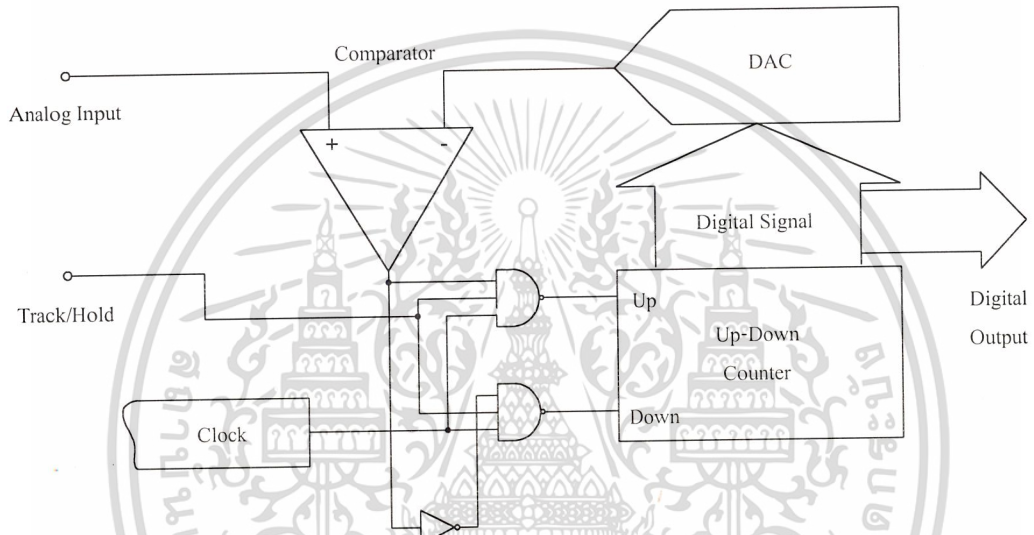 Comparator
DAC
Analog Input
+
-
Digital Signal
Track/Hold
Up
Digital
Output
Up-Down
Counter
Clock
Down